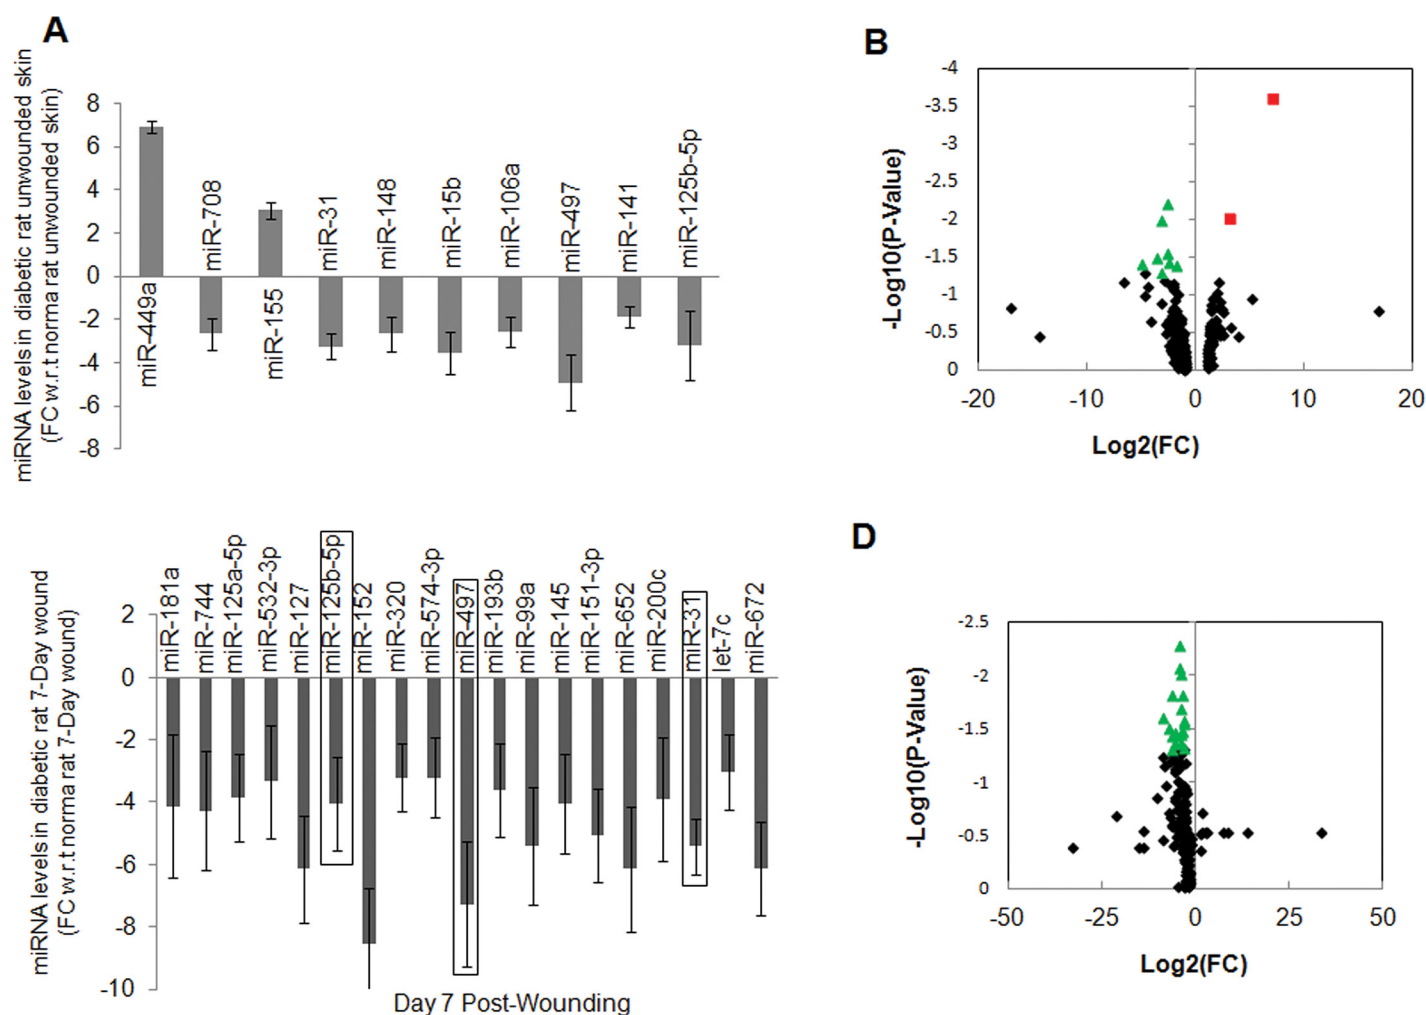 A
miRNA levels in diabetic rat unwounded skin
(FC w.r.t norma rat unwounded skin)
8
6
4
2
0
-2
-4
-6
-8
miR-449a
miR-708
miR-155
miR-31
miR-148
miR-15b
miR-106a
miR-497
miR-141
miR-125b-5p
B
-Log10(P-Value)
-4
-3.5
-3
-2.5
-2
-1.5
-1
-0.5
0
-20
-10
0
10
20
Log2(FC)
miRNA levels in diabetic rat 7-Day wound
(FC w.r.t norma rat 7-Day wound)
2
0
-2
-4
-6
-8
-10
miR-181a
miR-744
miR-125a-5p
miR-532-3p
miR-127
miR-125b-5p
miR-152
miR-320
miR-574-3p
miR-497
miR-193b
miR-99a
miR-145
miR-151-3p
miR-652
miR-200c
miR-31
let-7c
miR-672
Day 7 Post-Wounding
D
-Log10(P-Value)
-2.5
-2
-1.5
-1
-0.5
0
-50
-25
0
25
50
Log2(FC)